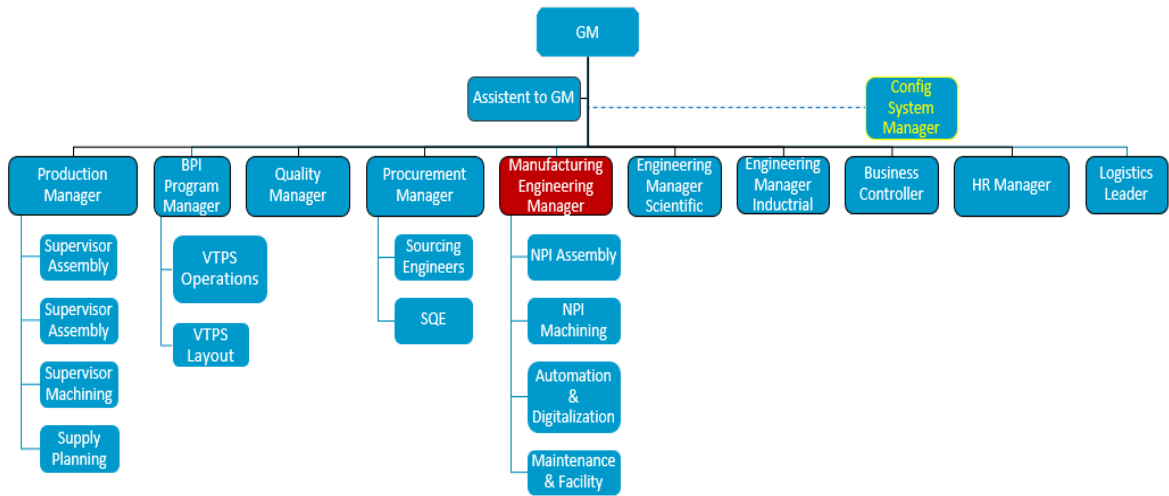 GM
Assistent to GM
Config
System
Manager
Production
Manager
BPI
Program
Manager
Quality
Manager
Procurement
Manager
Manufacturing
Engineering
Manager
Engineering
Manager
Scientific
Engineering
Manager
Inductrial
Business
Controller
HR Manager
Logistics
Leader
Supervisor
Assembly
Supervisor
Assembly
Supervisor
Machining
Supply
Planning
VTPS
Operations
VTPS
Layout
Sourcing
Engineers
SQE
NPI Assembly
NPI
Machining
Automation
&
Digitalization
Maintenance
& Facility